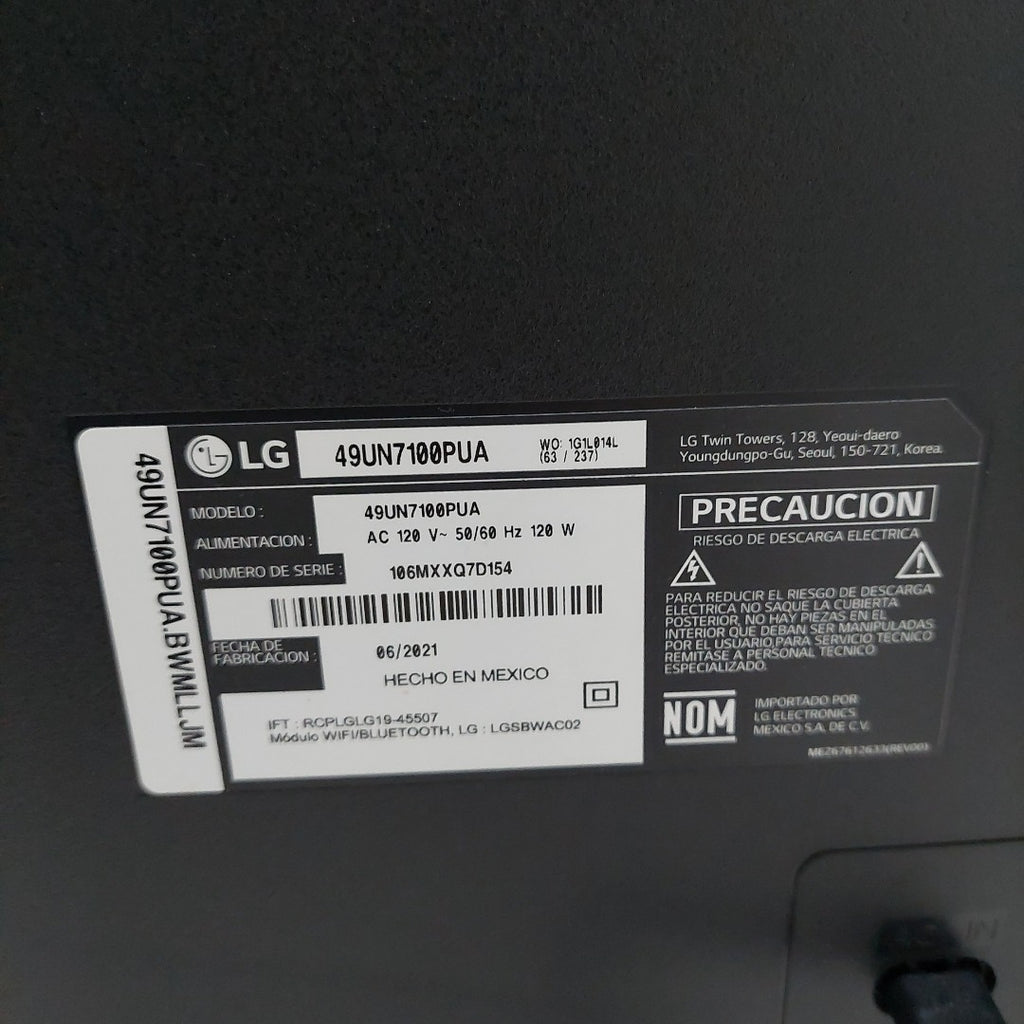 49UN7100PUA.BWMLLJM
LG
49UN7100PUA
WO: 1G1L014L
(63 / 237)
LG Twin Towers, 128, Yeoui-daero
Youngdungpo-Gu, Seoul, 150-721, Korea.
MODELO : 49UN7100PUA
ALIMENTACION : AC 120 V~ 50/60 Hz 120 W
NUMERO DE SERIE : 106MXXQ7D154
FECHA DE
FABRICACION : 06/2021
HECHO EN MEXICO
IFT : RCPLGLG19-45507
Módulo WIFI/BLUETOOTH, LG : LGSBWAC02
PRECAUCION
RIESGO DE DESCARGA ELECTRICA
PARA REDUCIR EL RIESGO DE DESCARGA
ELECTRICA NO SAQUE LA CUBIERTA
POSTERIOR, NO HAY PIEZAS EN EL
INTERIOR QUE DEBAN SER MANIPULADAS
POR EL USUARIO,PARA SERVICIO TECNICO
REMITASE A PERSONAL TECNICO
ESPECIALIZADO.
NOM
IMPORTADO POR
LG ELECTRONICS
MEXICO S.A. DE C.V.
MEZ67612633(REV00)